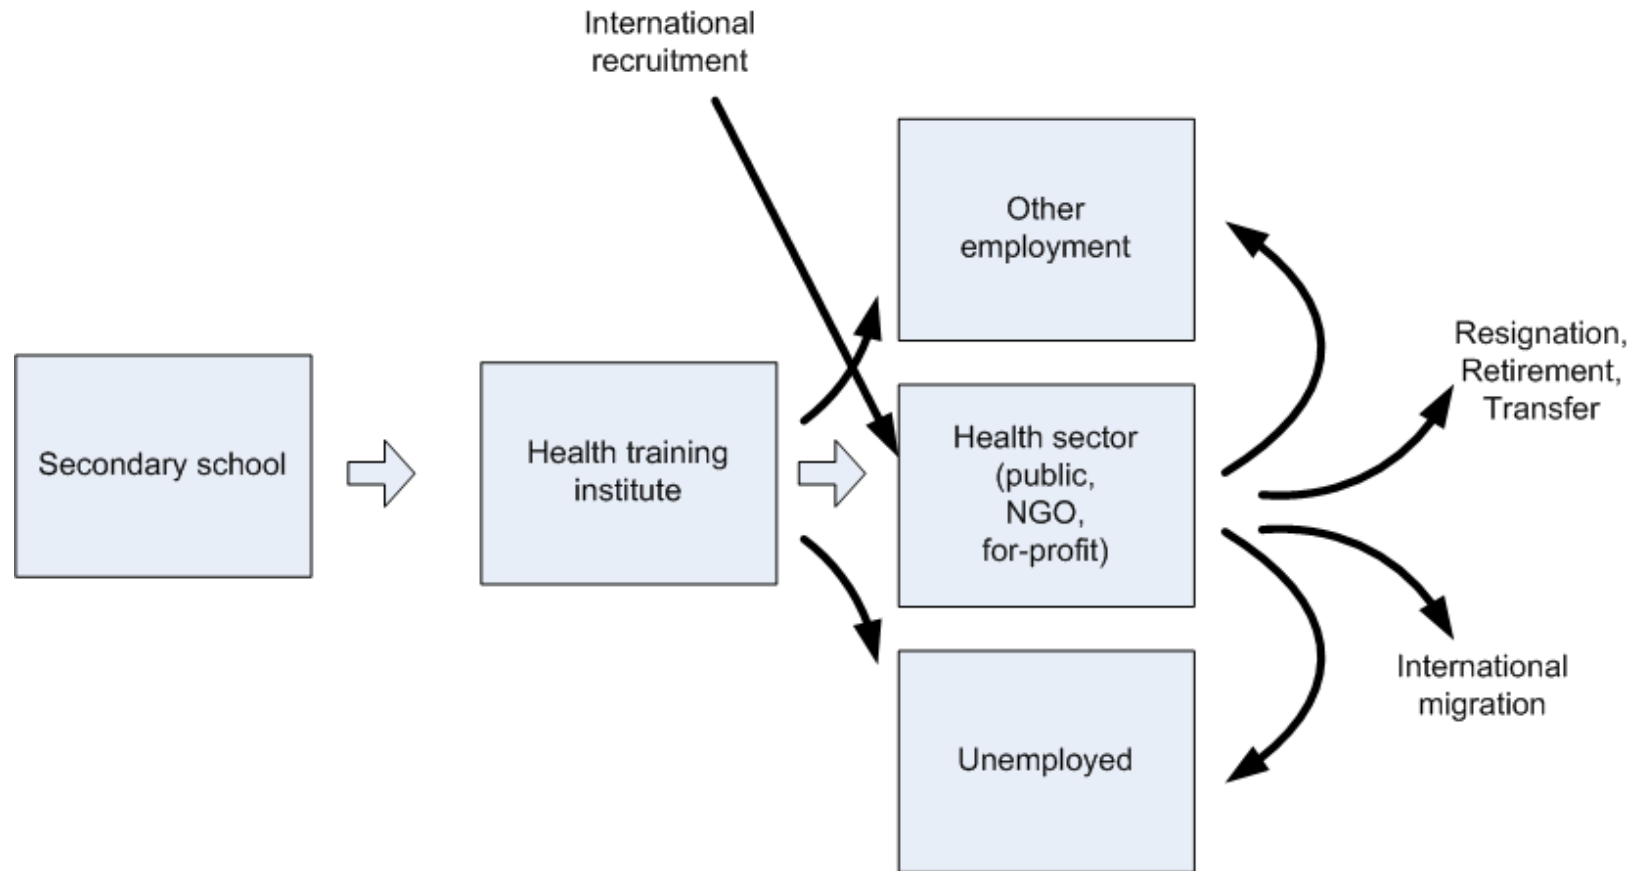 International
recruitment
Other
employment
Resignation,
Retirement,
Transfer
Secondary school
Health training
institute
Health sector
(public,
NGO,
for-profit)
International
migration
Unemployed